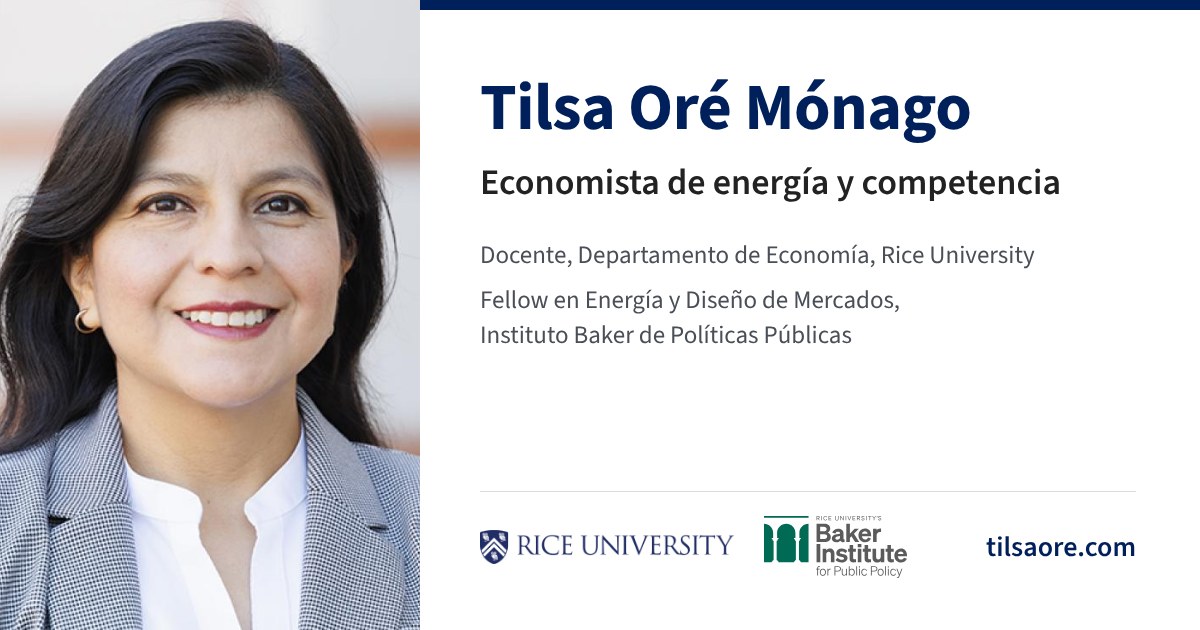 Tilsa Oré Mónago
Economista de energía y competencia
Docente, Departamento de Economía, Rice University
Fellow en Energía y Diseño de Mercados,
Instituto Baker de Políticas Públicas
RICE UNIVERSITY
RICE UNIVERSITY'S
Baker
Institute
for Public Policy
tilsaore.com